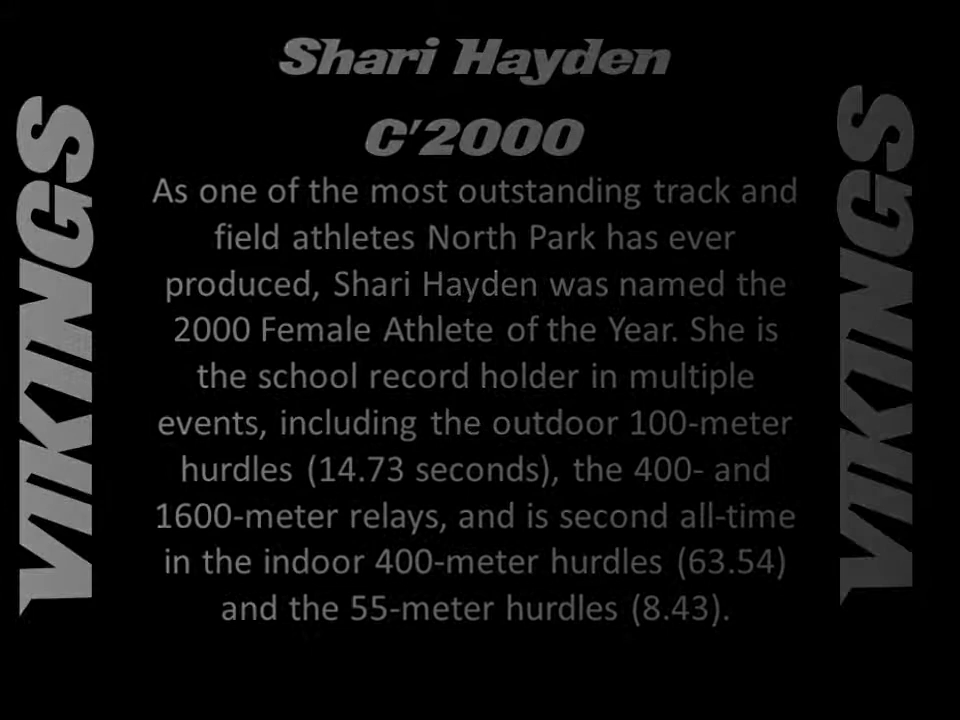 Shari Hayden
C'2000
VIKINGS
As one of the most outstanding track and
field athletes North Park has ever
produced, Shari Hayden was named the
2000 Female Athlete of the Year. She is
the school record holder in multiple
events, including the outdoor 100-meter
hurdles (14.73 seconds), the 400- and
1600-meter relays, and is second all-time
in the indoor 400-meter hurdles (63.54)
and the 55-meter hurdles (8.43).
VIKINGS